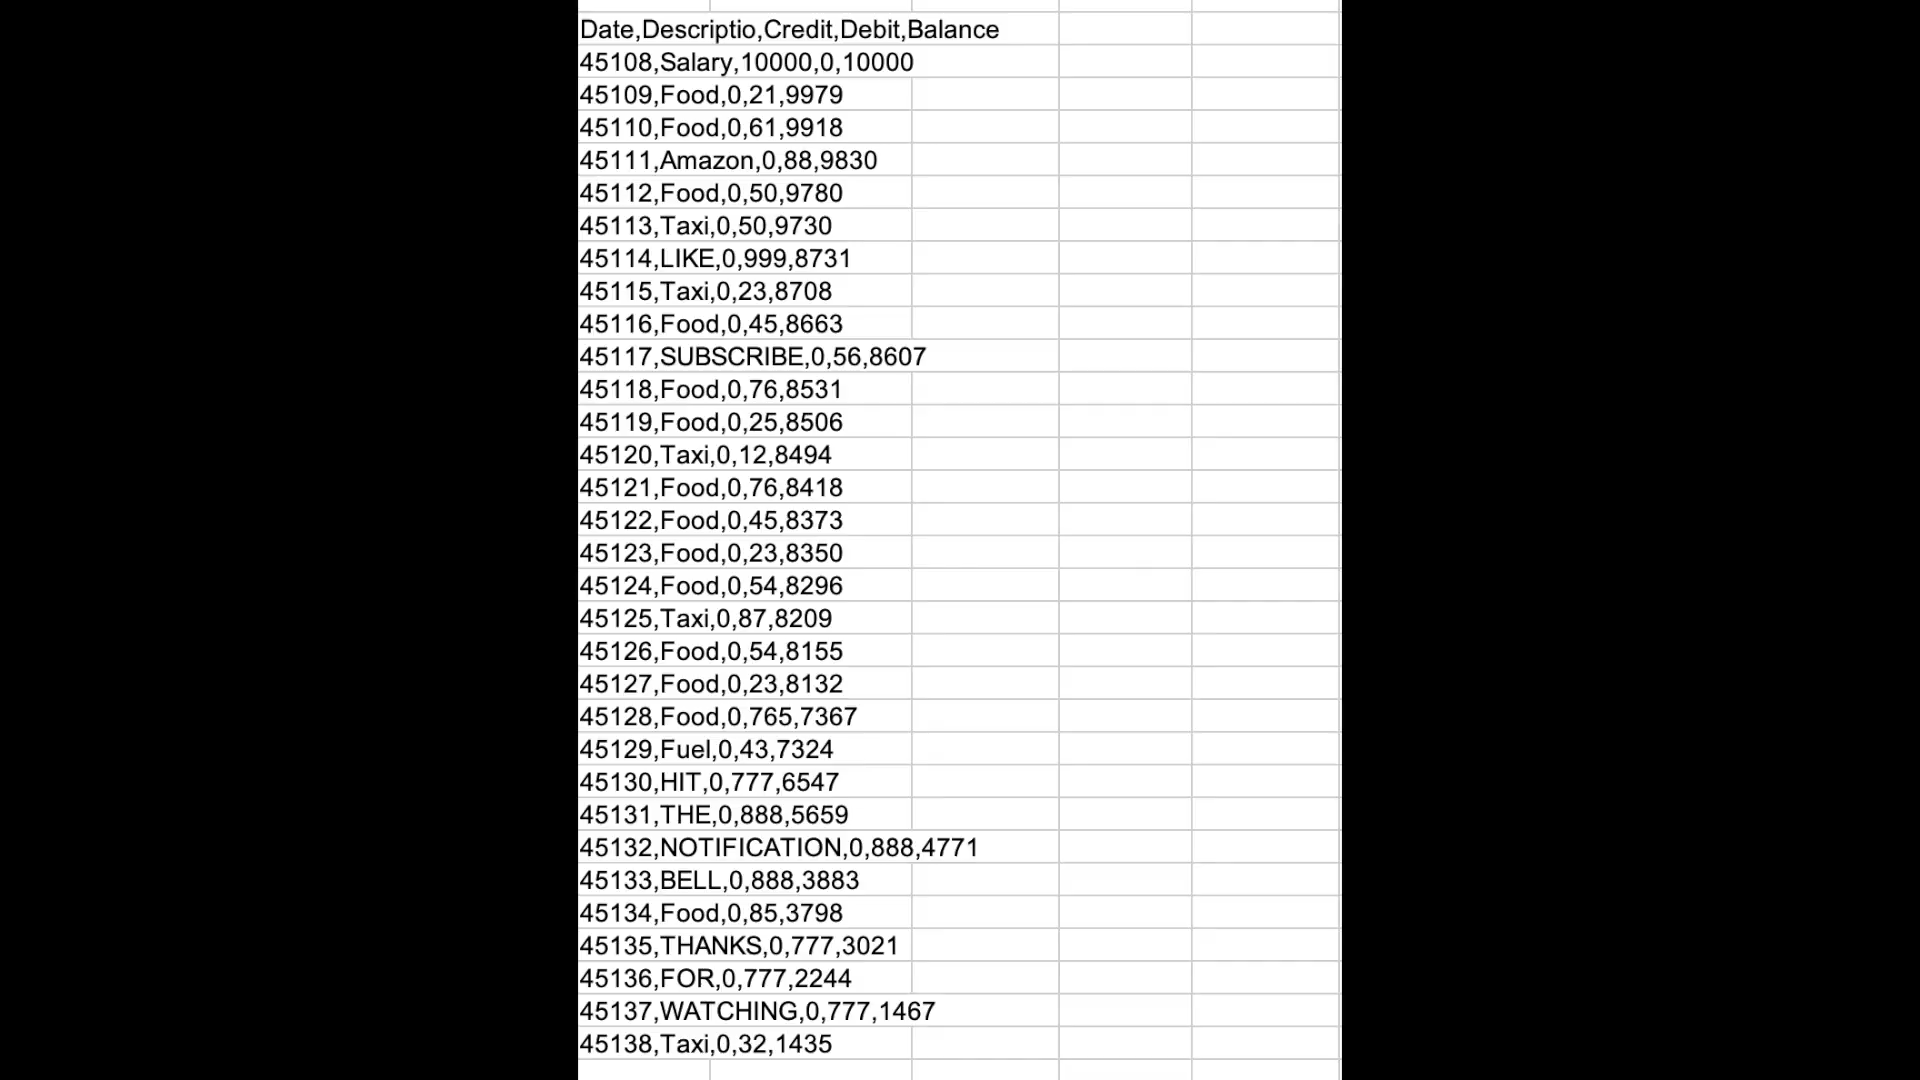 Date,Descriptio,Credit,Debit,Balance
45108,Salary,10000,0,10000
45109,Food,0,21,9979
45110,Food,0,61,9918
45111,Amazon,0,88,9830
45112,Food,0,50,9780
45113,Taxi,0,50,9730
45114,LIKE,0,999,8731
45115,Taxi,0,23,8708
45116,Food,0,45,8663
45117,SUBSCRIBE,0,56,8607
45118,Food,0,76,8531
45119,Food,0,25,8506
45120,Taxi,0,12,8494
45121,Food,0,76,8418
45122,Food,0,45,8373
45123,Food,0,23,8350
45124,Food,0,54,8296
45125,Taxi,0,87,8209
45126,Food,0,54,8155
45127,Food,0,23,8132
45128,Food,0,765,7367
45129,Fuel,0,43,7324
45130,HIT,0,777,6547
45131,THE,0,888,5659
45132,NOTIFICATION,0,888,4771
45133,BELL,0,888,3883
45134,Food,0,85,3798
45135,THANKS,0,777,3021
45136,FOR,0,777,2244
45137,WATCHING,0,777,1467
45138,Taxi,0,32,1435